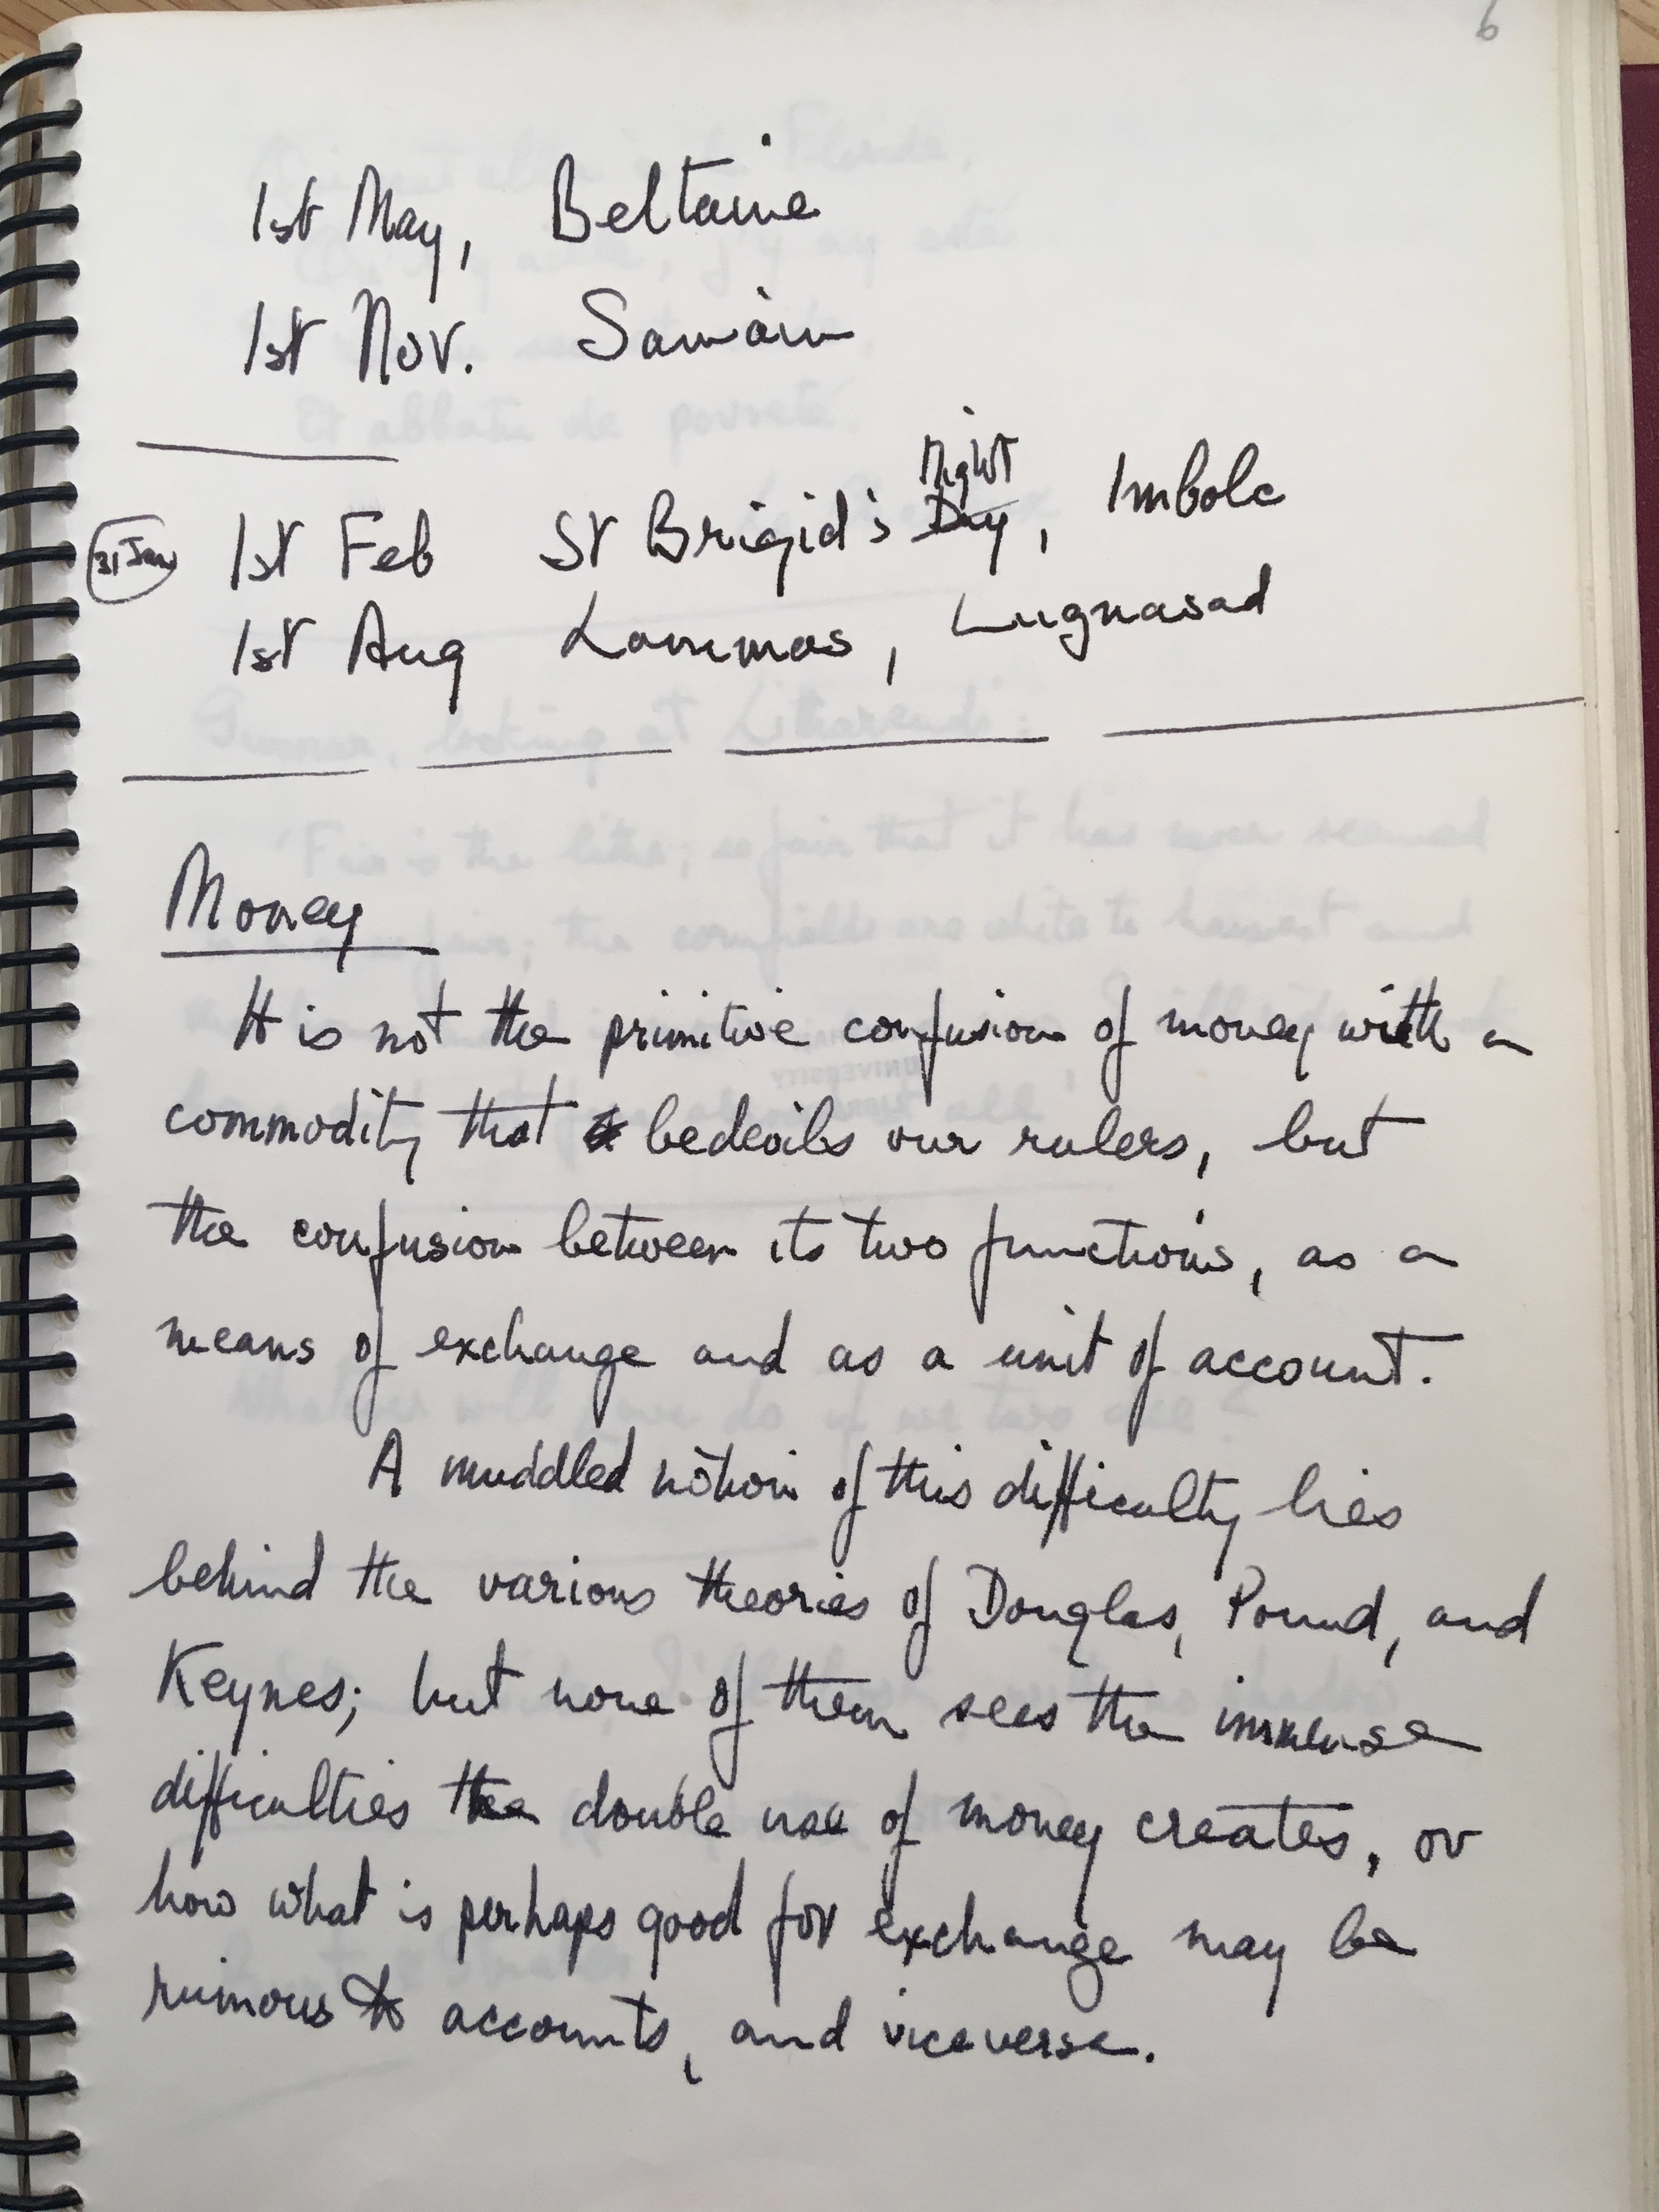 6
1st May, Beltaine
1st Nov. Samain
31 Jan 1st Feb St Brigid's Day Night, Imbolc
1st Aug Lammas, Lugnasad
Money
It is not the primitive confusion of money with a
commodity that bedevils our rulers, but
the confusion between its two functions, as a
means of exchange and as a unit of account.
A muddled notion of this difficulty lies
behind the various theories of Douglas, Pound, and
Keynes; but none of them sees the immense
difficulties the double use of money creates, or
how what is perhaps good for exchange may be
ruinous to accounts, and vice versa.